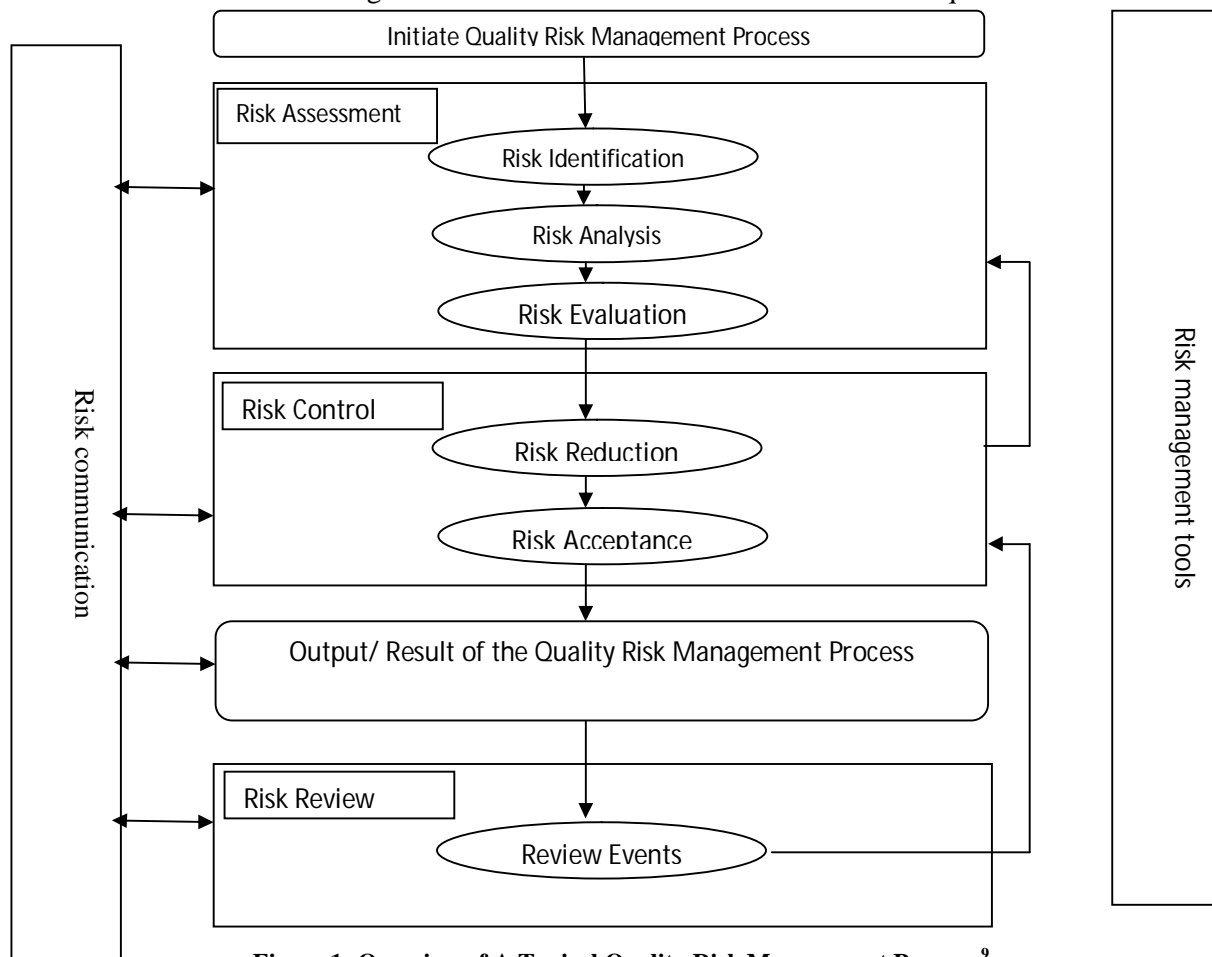 Initiate Quality Risk Management Process
Risk Assessment
Risk Identification
Risk Analysis
Risk Evaluation
Risk Control
Risk Reduction
Risk Acceptance
Output/ Result of the Quality Risk Management Process
Risk Review
Review Events
Risk communication
Risk management tools